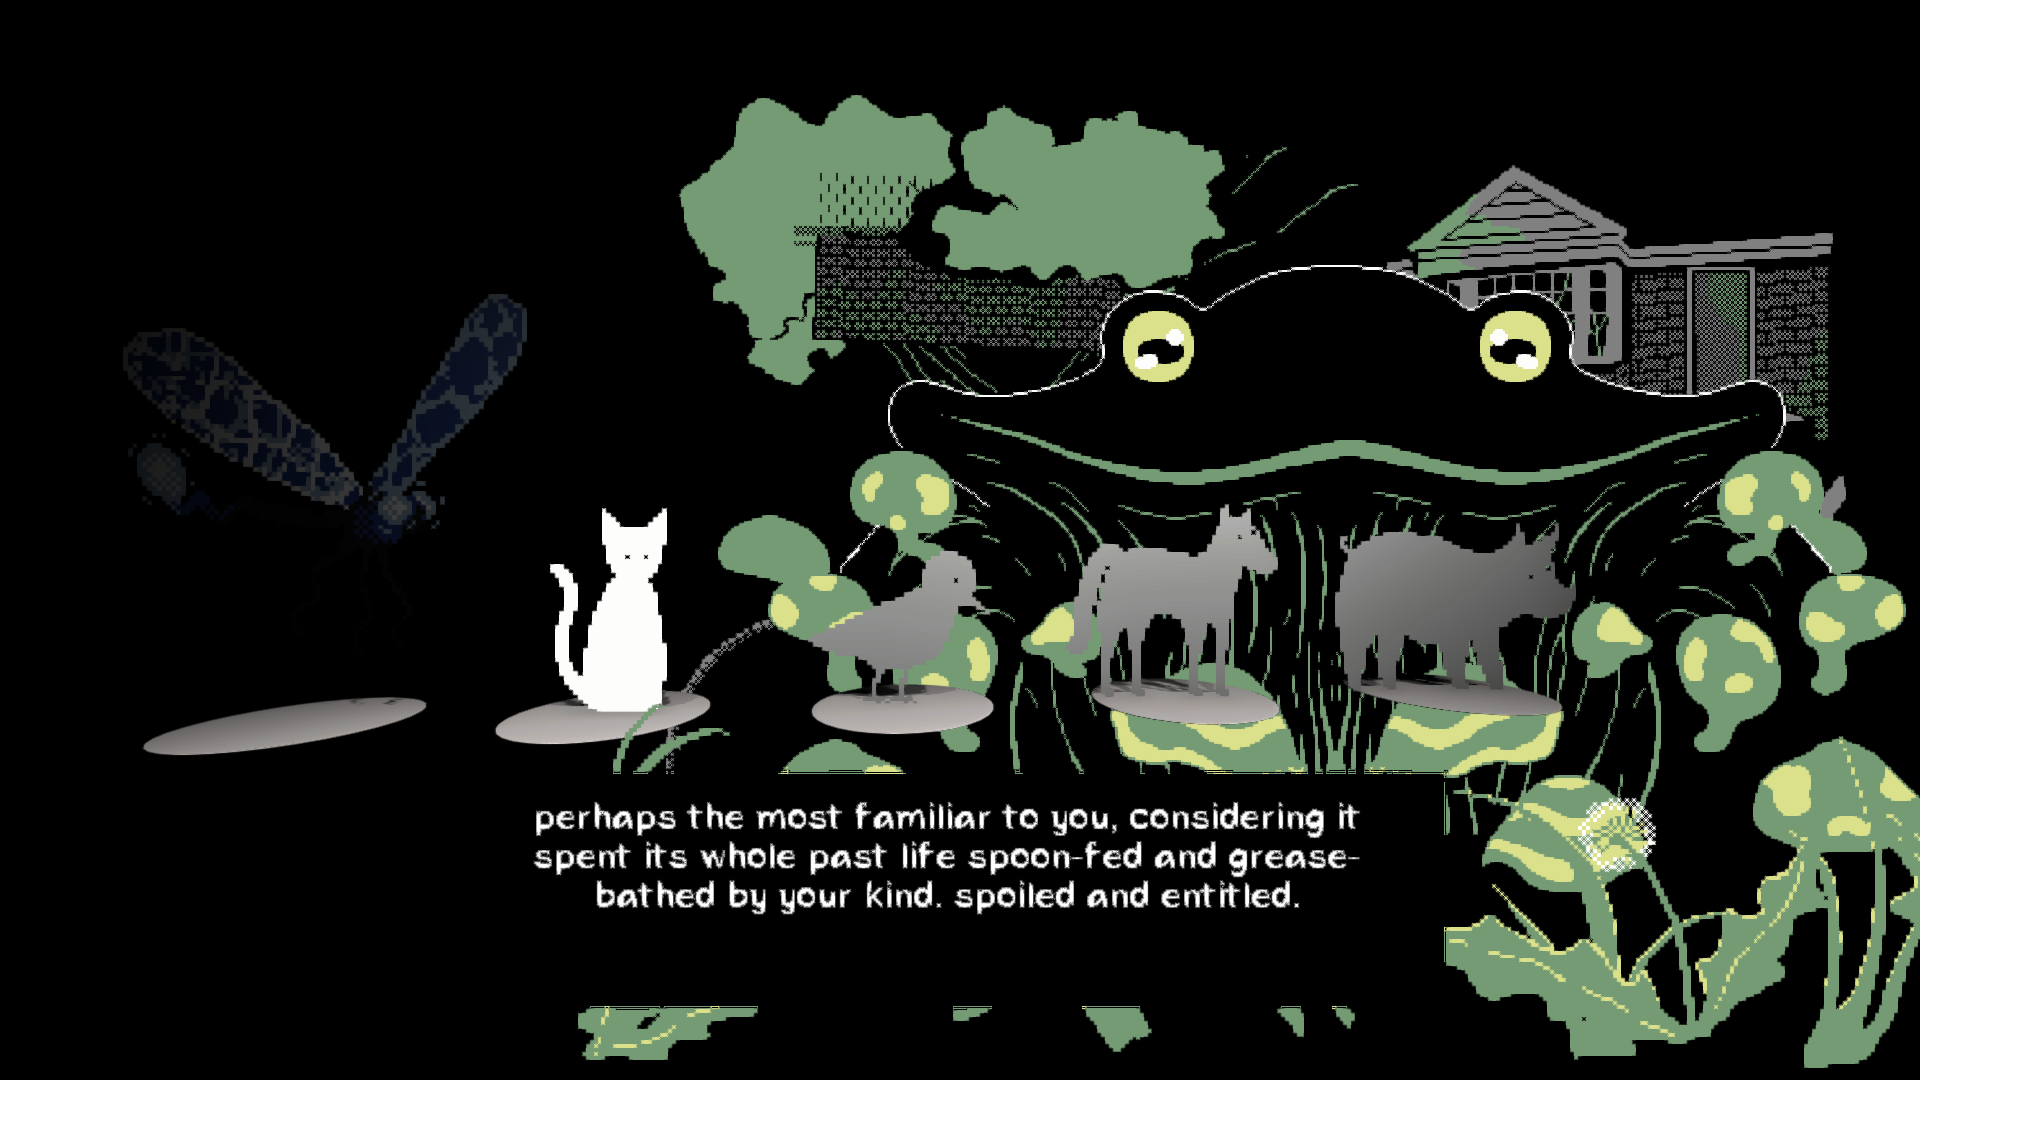 perhaps the most familiar to you, considering it
spent its whole past life spoon-fed and grease-
bathed by your kind. spoiled and entitled.